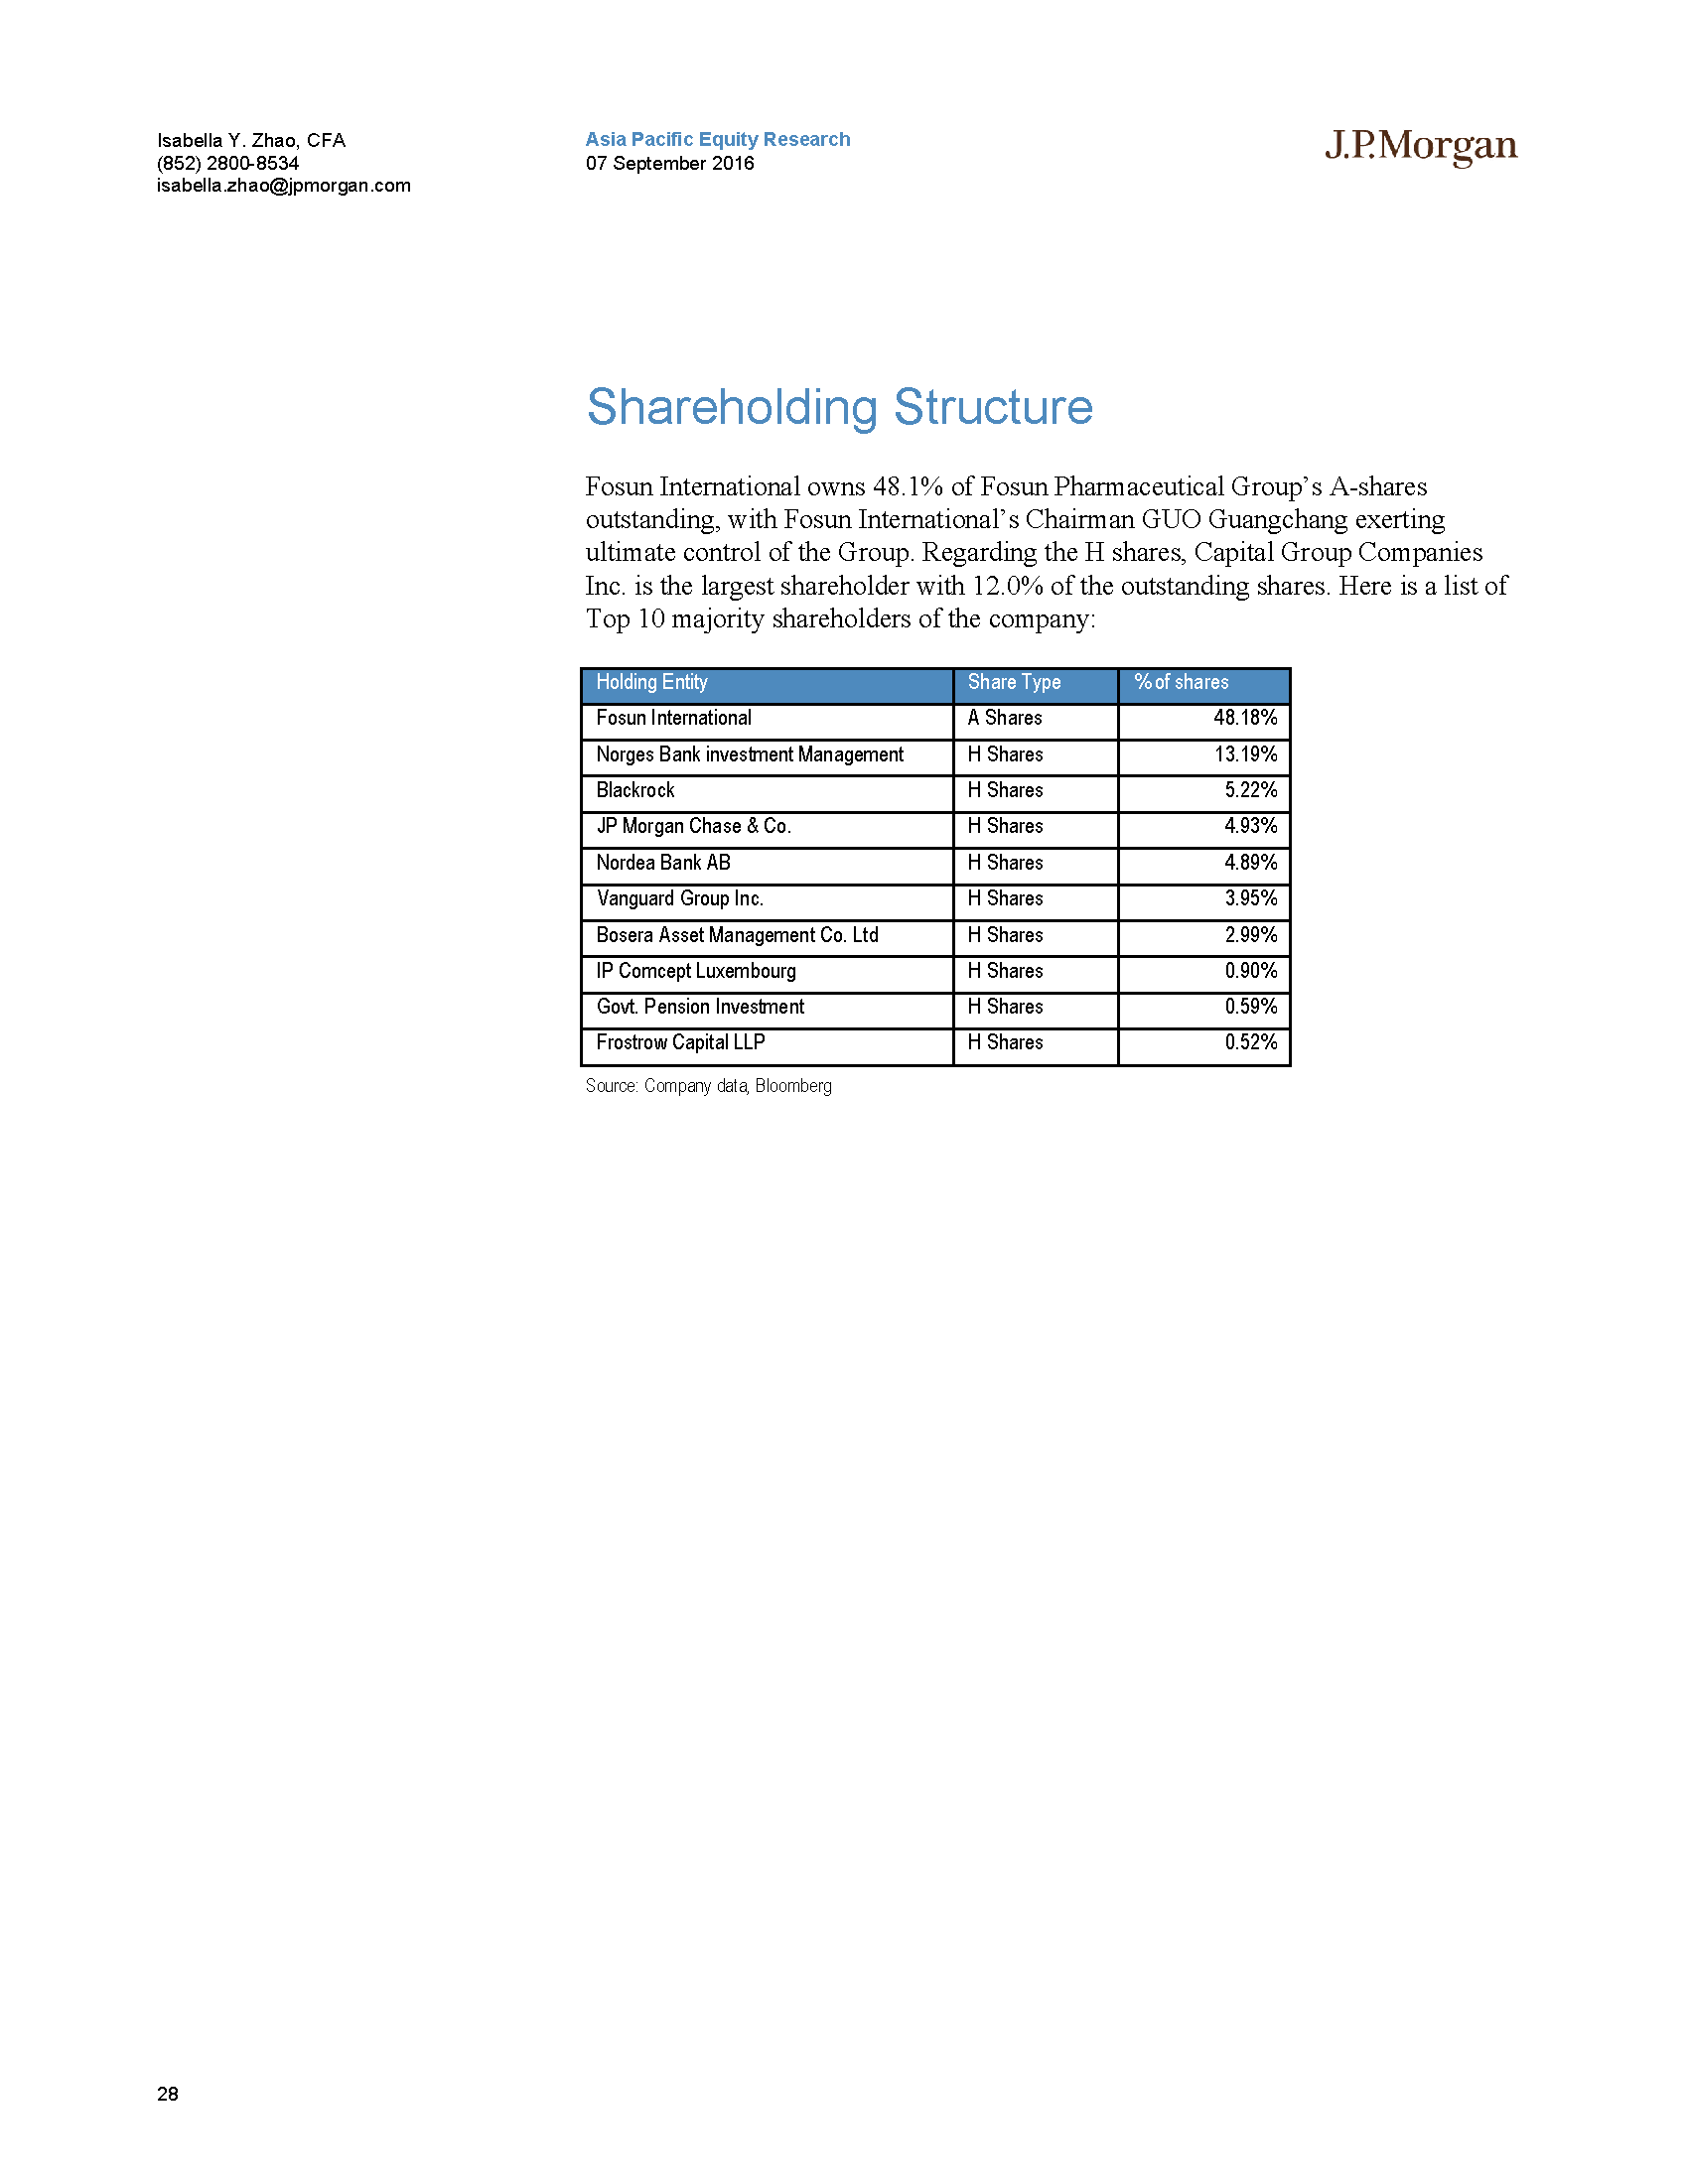 Isabella Y. Zhao, CFA
(852) 2800-8534
isabella.zhao@jpmorgan.com
Asia Pacific Equity Research
07 September 2016
J.P.Morgan
Shareholding Structure
Fosun International owns 48.1% of Fosun Pharmaceutical Group's A-shares
outstanding, with Fosun International's Chairman GUO Guangchang exerting
ultimate control of the Group. Regarding the H shares, Capital Group Companies
Inc. is the largest shareholder with 12.0% of the outstanding shares. Here is a list of
Top 10 majority shareholders of the company:
Holding Entity Share Type % of shares
Fosun International A Shares 48.18%
Norges Bank investment Management H Shares 13.19%
Blackrock H Shares 5.22%
JP Morgan Chase & Co. H Shares 4.93%
Nordea Bank AB H Shares 4.89%
Vanguard Group Inc. H Shares 3.95%
Bosera Asset Management Co. Ltd H Shares 2.99%
IP Comcept Luxembourg H Shares 0.90%
Govt. Pension Investment H Shares 0.59%
Frostrow Capital LLP H Shares 0.52%
Source: Company data, Bloomberg
28